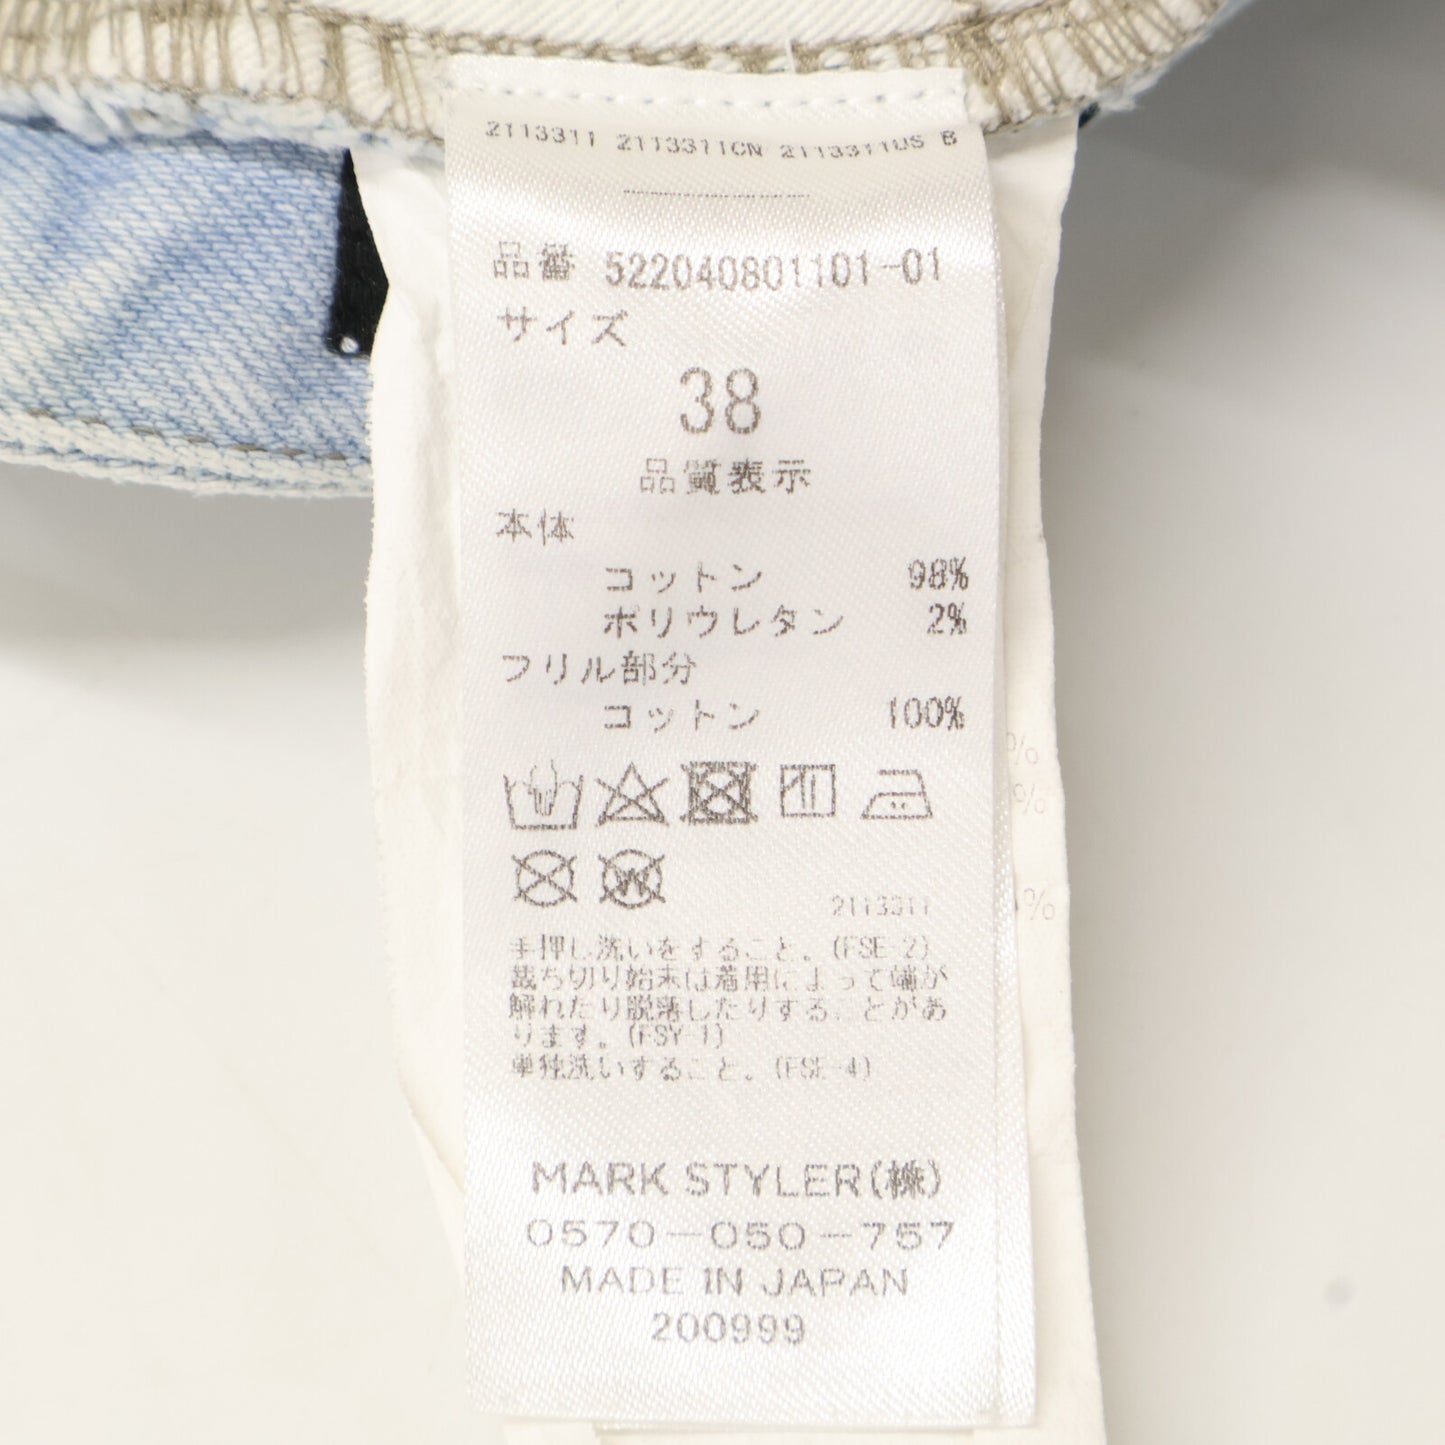 2113311 2113311CN 2113311US B
品番 522040801101-01
サイズ
38
品質表示
本体
コットン 98%
ポリウレタン 2%
フリル部分
コットン 100%
W
2113311
手押し洗いをすること。(FSE-2)
裁ち切り始末は着用によって端が
解れたり脱落したりすることがあ
ります。(FSY-1)
単独洗いすること。(FSE-4)
MARK STYLER(株)
0570-050-757
MADE IN JAPAN
200999
%
%
%